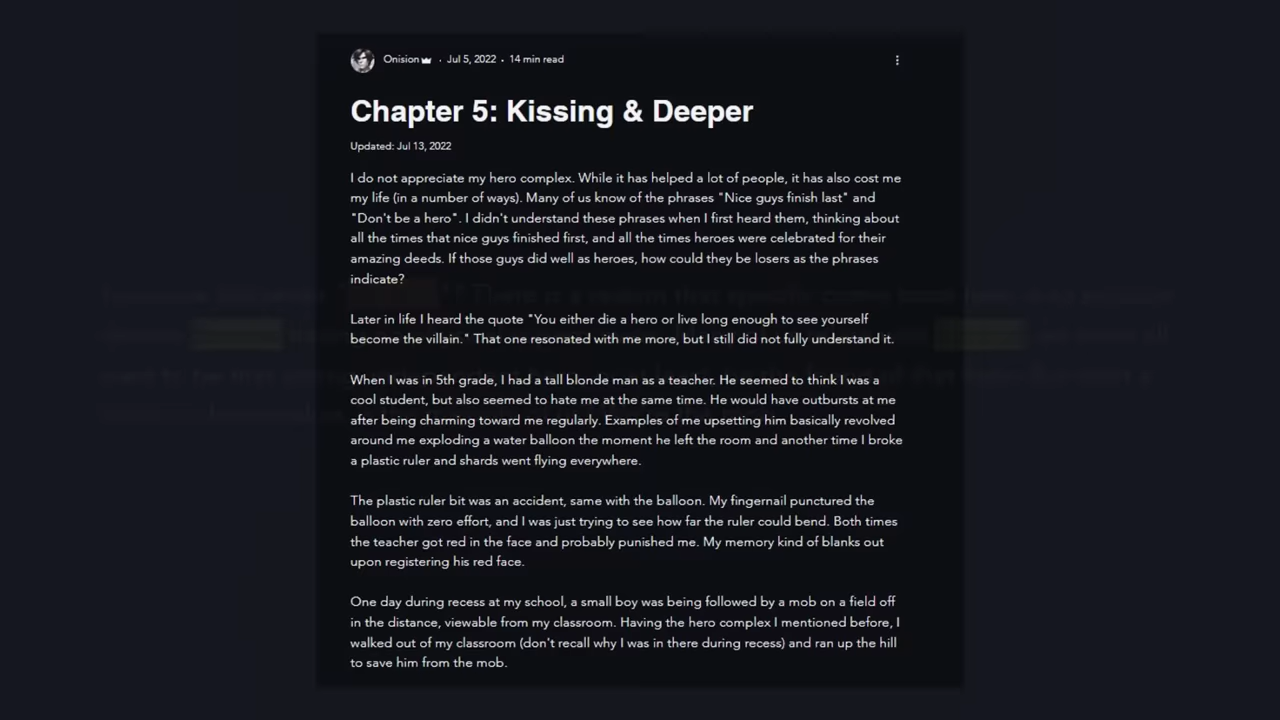 Onision · Jul 5, 2022 · 14 min read
Chapter 5: Kissing & Deeper
Updated: Jul 13, 2022
I do not appreciate my hero complex. While it has helped a lot of people, it has also cost me
my life (in a number of ways). Many of us know of the phrases "Nice guys finish last" and
"Don't be a hero". I didn't understand these phrases when I first heard them, thinking about
all the times that nice guys finished first, and all the times heroes were celebrated for their
amazing deeds. If those guys did well as heroes, how could they be losers as the phrases
indicate?
Later in life I heard the quote "You either die a hero or live long enough to see yourself
become the villain." That one resonated with me more, but I still did not fully understand it.
When I was in 5th grade, I had a tall blonde man as a teacher. He seemed to think I was a
cool student, but also seemed to hate me at the same time. He would have outbursts at me
after being charming toward me regularly. Examples of me upsetting him basically revolved
around me exploding a water balloon the moment he left the room and another time I broke
a plastic ruler and shards went flying everywhere.
The plastic ruler bit was an accident, same with the balloon. My fingernail punctured the
balloon with zero effort, and I was just trying to see how far the ruler could bend. Both times
the teacher got red in the face and probably punished me. My memory kind of blanks out
upon registering his red face.
One day during recess at my school, a small boy was being followed by a mob on a field off
in the distance, viewable from my classroom. Having the hero complex I mentioned before, I
walked out of my classroom (don't recall why I was in there during recess) and ran up the hill
to save him from the mob.